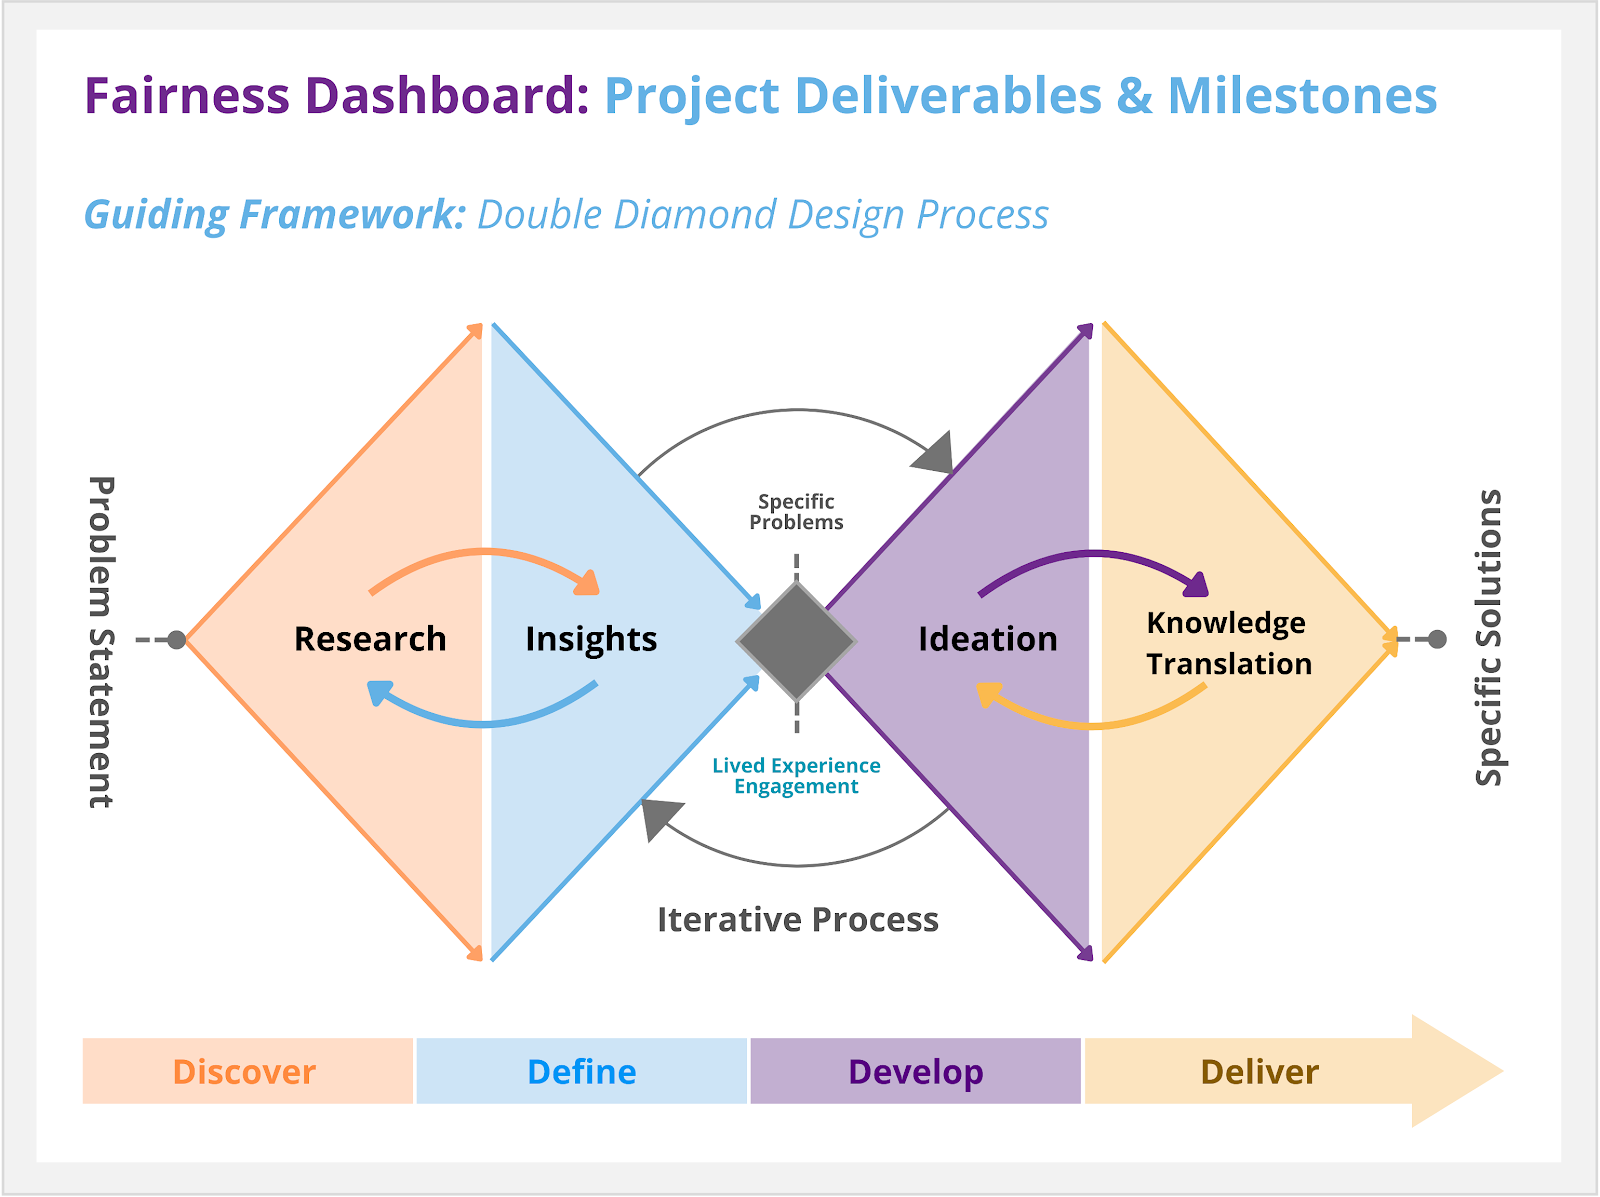 Fairness Dashboard: Project Deliverables & Milestones
Guiding Framework: Double Diamond Design Process
Problem Statement
Research
Insights
Specific
Problems
Lived Experience
Engagement
Iterative Process
Ideation
Knowledge
Translation
Specific Solutions
Discover
Define
Develop
Deliver